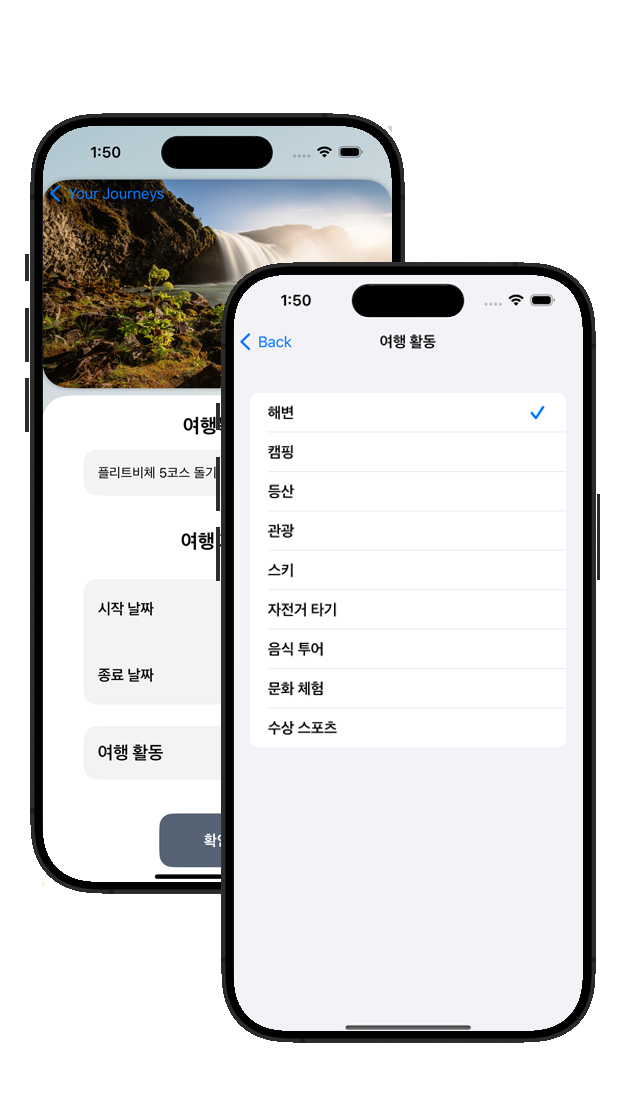 1:50
Your Journeys
여행
플리트비체 5코스 돌기
여행
시작 날짜
종료 날짜
여행 활동
확인
1:50
Back
여행 활동
해변
캠핑
등산
관광
스키
자전거 타기
음식 투어
문화 체험
수상 스포츠